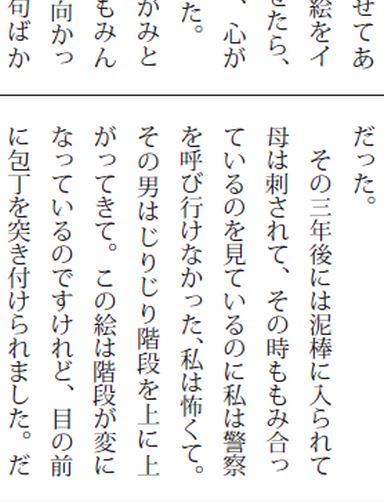 せてあ
絵をイ
きたら、
、心が
た。
がみと
もみん
向かっ
句ばか
だった。
その三年後には泥棒に入られて
母は刺されて、その時ももみ合っ
ているのを見ているのに私は警察
を呼び行けなかった、私は怖くて。
その男はじりじり階段を上に上
がってきて。この絵は階段が変に
なっているのですけれど、目の前
に包丁を突き付けられました。だ